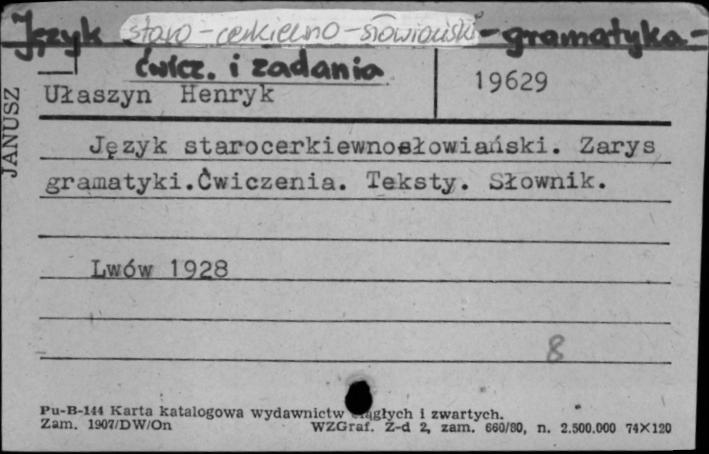 Język staro-cerkiewno-słowiański-gramatyka-
ćwicz. i zadania
JANUSZ
Ułaszyn Henryk
19629
Język starocerkiewnosłowiański. Zarys
gramatyki.Ćwiczenia. Teksty. Słownik.
Lwów 1928
8
Pu-B-144 Karta katalogowa wydawnictw ciągłych i zwartych.
Zam. 1907/DW/On
WZGraf. Z-d 2, zam. 660/80, n. 2.500.000 74×120